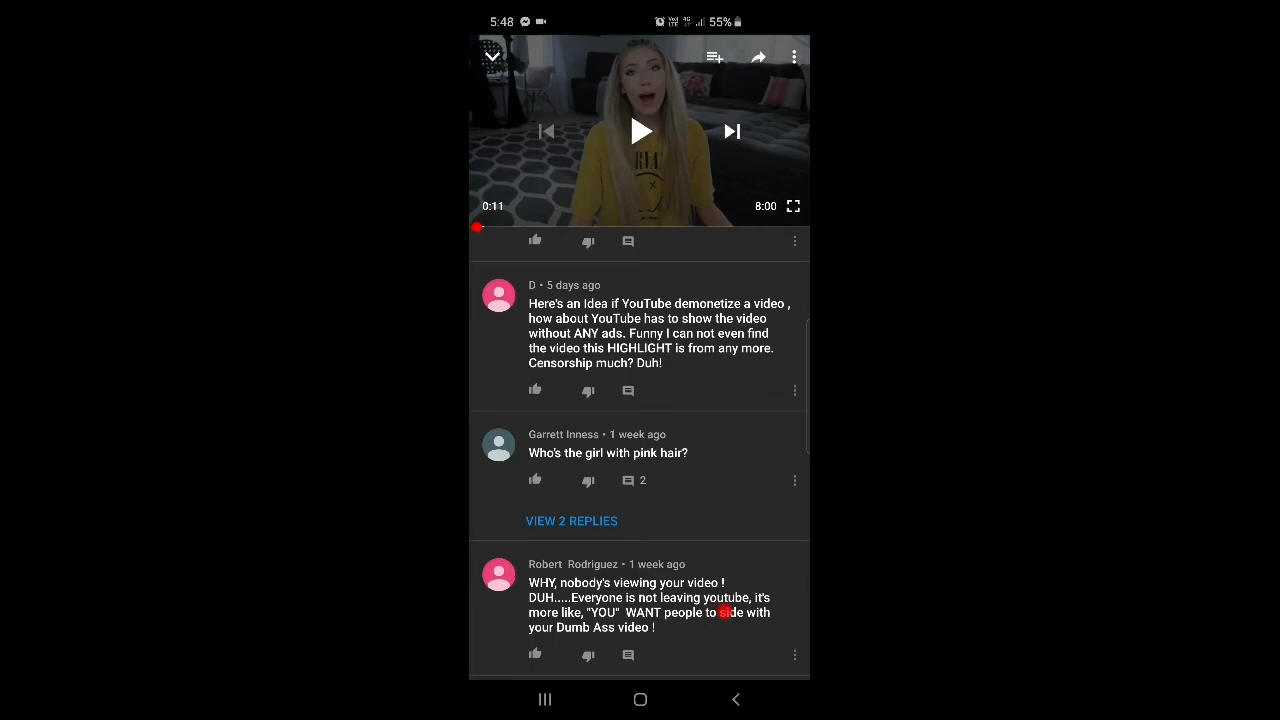 5:48
Vo) LTE 4G 55%
0:11
8:00
D • 5 days ago
Here's an Idea if YouTube demonetize a video ,
how about YouTube has to show the video
without ANY ads. Funny I can not even find
the video this HIGHLIGHT is from any more.
Censorship much? Duh!
Garrett Inness • 1 week ago
Who's the girl with pink hair?
2
VIEW 2 REPLIES
Robert Rodriguez • 1 week ago
WHY, nobody's viewing your video !
DUH.....Everyone is not leaving youtube, it's
more like, "YOU" WANT people to side with
your Dumb Ass video !